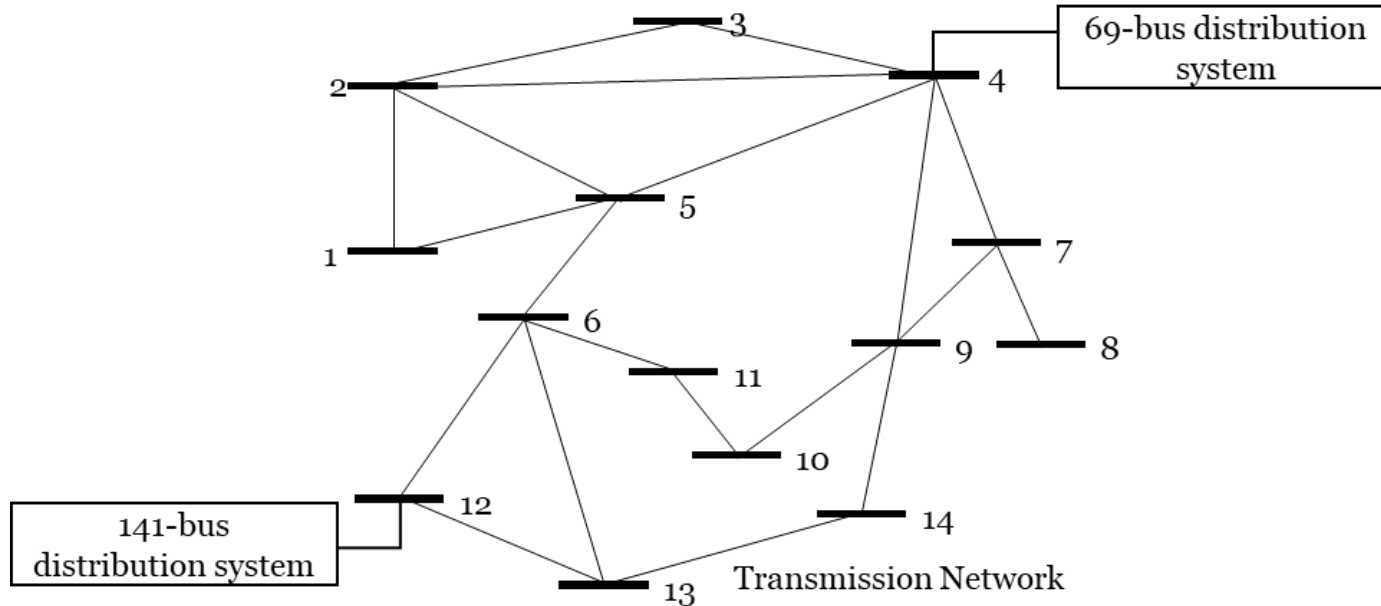 3
69-bus distribution
system
2
4
5
1
7
6
9
8
11
10
12
14
141-bus
distribution system
13
Transmission Network